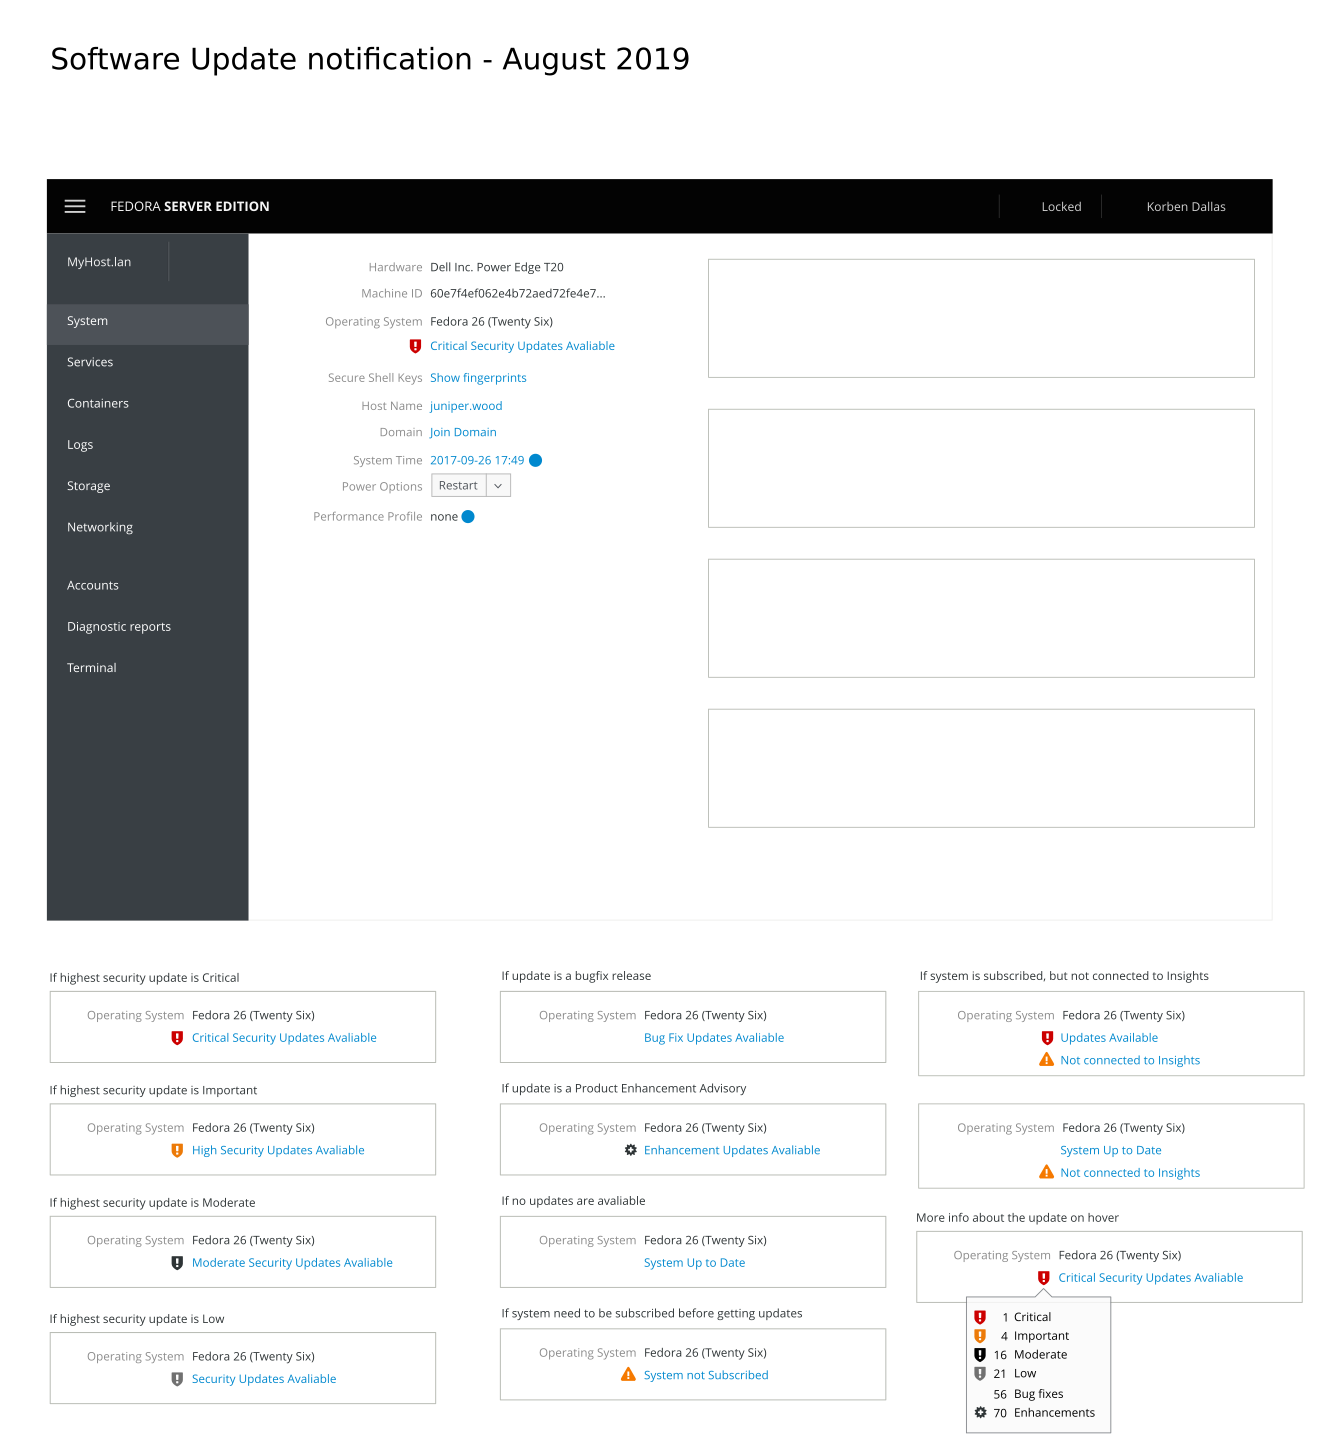 Software Update notification - August 2019
FEDORA SERVER EDITION
Locked
Korben Dallas
MyHost.lan
System
Services
Containers
Logs
Storage
Networking
Accounts
Diagnostic reports
Terminal
Hardware Dell Inc. Power Edge T20
Machine ID 60e7f4ef062e4b72aed72fe4e7...
Operating System Fedora 26 (Twenty Six)
Critical Security Updates Avaliable
Secure Shell Keys Show fingerprints
Host Name juniper.wood
Domain Join Domain
System Time 2017-09-26 17:49
Power Options Restart
Performance Profile none
If highest security update is Critical
Operating System Fedora 26 (Twenty Six)
Critical Security Updates Avaliable
If highest security update is Important
Operating System Fedora 26 (Twenty Six)
High Security Updates Avaliable
If highest security update is Moderate
Operating System Fedora 26 (Twenty Six)
Moderate Security Updates Avaliable
If highest security update is Low
Operating System Fedora 26 (Twenty Six)
Security Updates Avaliable
If update is a bugfix release
Operating System Fedora 26 (Twenty Six)
Bug Fix Updates Avaliable
If update is a Product Enhancement Advisory
Operating System Fedora 26 (Twenty Six)
Enhancement Updates Avaliable
If no updates are avaliable
Operating System Fedora 26 (Twenty Six)
System Up to Date
If system need to be subscribed before getting updates
Operating System Fedora 26 (Twenty Six)
System not Subscribed
If system is subscribed, but not connected to Insights
Operating System Fedora 26 (Twenty Six)
Updates Available
Not connected to Insights
Operating System Fedora 26 (Twenty Six)
System Up to Date
Not connected to Insights
More info about the update on hover
Operating System Fedora 26 (Twenty Six)
Critical Security Updates Avaliable
1 Critical
4 Important
16 Moderate
21 Low
56 Bug fixes
70 Enhancements